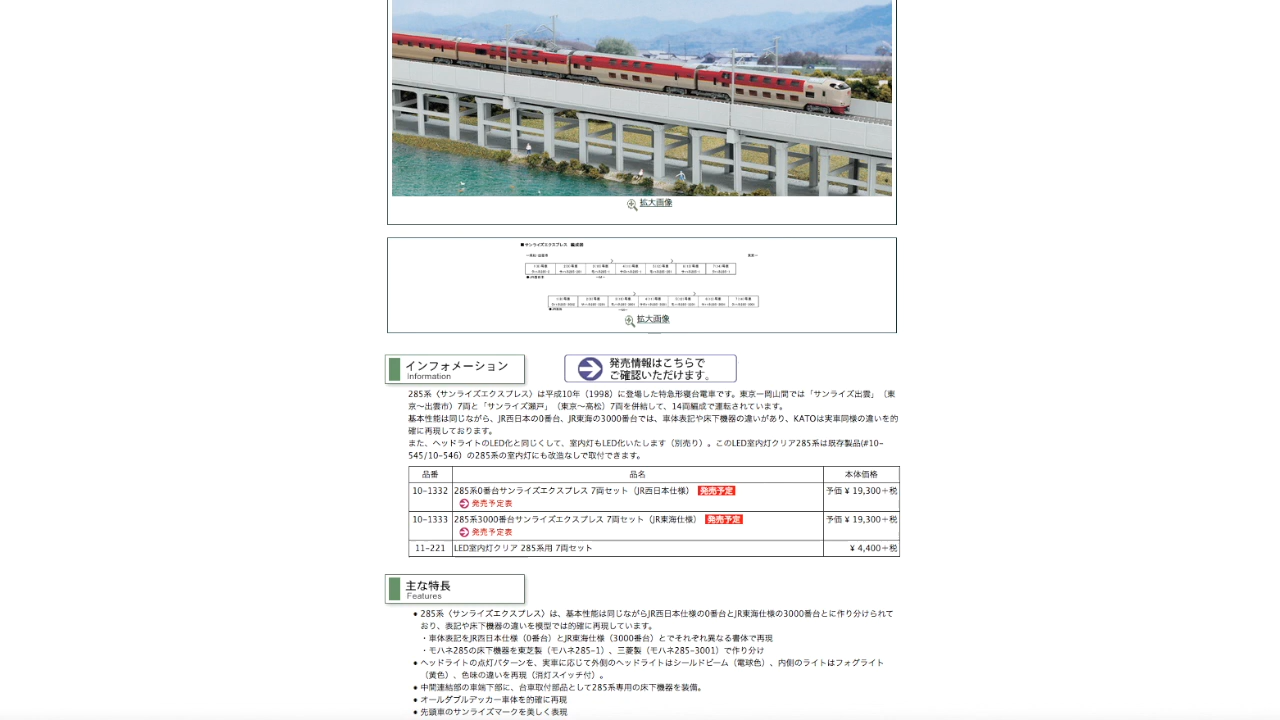 拡大画像
■サンライズエクスプレス 編成表
拡大画像
インフォメーション
Information
発売情報はこちらで
ご確認いただけます。
285系〈サンライズエクスプレス〉は平成10年（1998）に登場した特急形寝台電車です。東京ー岡山間では「サンライズ出雲」（東
京〜出雲市）7両と「サンライズ瀬戸」（東京〜高松）7両を併結して、14両編成で運転されています。
基本性能は同じながら、JR西日本の0番台、JR東海の3000番台では、車体表記や床下機器の違いがあり、KATOは実車同様の違いを的
確に再現しております。
また、ヘッドライトのLED化と同じくして、室内灯もLED化いたします（別売り）。このLED室内灯クリア285系は既存製品(#10-
545/10-546）の285系の室内灯にも改造なしで取付できます。
品番 品名 本体価格
10-1332 285系0番台サンライズエクスプレス 7両セット（JR西日本仕様） 発売予定 予価 ¥ 19,300＋税
発売予定表
10-1333 285系3000番台サンライズエクスプレス 7両セット（JR東海仕様） 発売予定 予価 ¥ 19,300＋税
発売予定表
11-221 LED室内灯クリア 285系用 7両セット ¥ 4,400＋税
主な特長
Features
● 285系〈サンライズエクスプレス〉は、基本性能は同じながらJR西日本仕様の0番台とJR東海仕様の3000番台とに作り分けられて
おり、表記や床下機器の違いを模型では的確に再現しています。
・車体表記をJR西日本仕様（0番台）とJR東海仕様（3000番台）とでそれぞれ異なる書体で再現
・モハネ285の床下機器を東芝製（モハネ285-1）、三菱製（モハネ285-3001）で作り分け
● ヘッドライトの点灯パターンを、実車に応じて外側のヘッドライトはシールドビーム（電球色）、内側のライトはフォグライト
（黄色）、色味の違いを再現（消灯スイッチ付）。
● 中間連結部の車端下部に、台車取付部品として285系専用の床下機器を装備。
● オールダブルデッカー車体を的確に再現
● 先頭車のサンライズマークを美しく表現